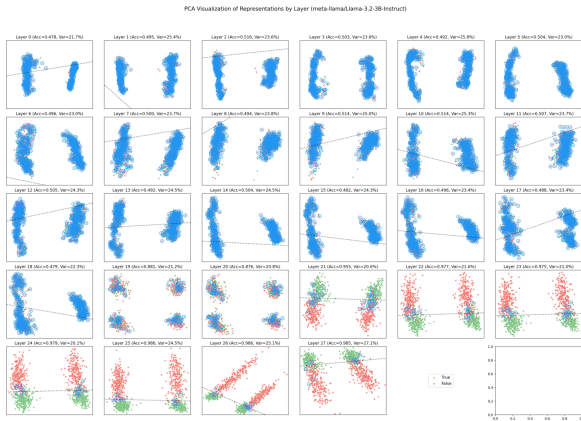 PCA Visualization of Representations by Layer (meta-llama/Llama-3.2-3B-Instruct)
Layer 0 (Acc=0.478, Var=21.7%) Layer 1 (Acc=0.495, Var=25.4%) Layer 2 (Acc=0.516, Var=23.6%) Layer 3 (Acc=0.503, Var=23.6%) Layer 4 (Acc=0.492, Var=25.8%) Layer 5 (Acc=0.504, Var=23.0%)
Layer 6 (Acc=0.496, Var=23.0%) Layer 7 (Acc=0.500, Var=23.7%) Layer 8 (Acc=0.494, Var=23.8%) Layer 9 (Acc=0.514, Var=25.0%) Layer 10 (Acc=0.514, Var=25.3%) Layer 11 (Acc=0.507, Var=23.7%)
Layer 12 (Acc=0.505, Var=24.3%) Layer 13 (Acc=0.492, Var=24.5%) Layer 14 (Acc=0.504, Var=24.5%) Layer 15 (Acc=0.482, Var=24.3%) Layer 16 (Acc=0.496, Var=23.4%) Layer 17 (Acc=0.488, Var=23.4%)
Layer 18 (Acc=0.479, Var=22.3%) Layer 19 (Acc=0.881, Var=21.2%) Layer 20 (Acc=0.878, Var=20.8%) Layer 21 (Acc=0.955, Var=20.6%) Layer 22 (Acc=0.977, Var=21.6%) Layer 23 (Acc=0.975, Var=21.0%)
Layer 24 (Acc=0.979, Var=26.1%) Layer 25 (Acc=0.988, Var=24.5%) Layer 26 (Acc=0.986, Var=25.1%) Layer 27 (Acc=0.985, Var=27.1%)
1.0
0.8
0.6
True
False
0.4
0.2
0.0
0.0 0.2 0.4 0.6 0.8